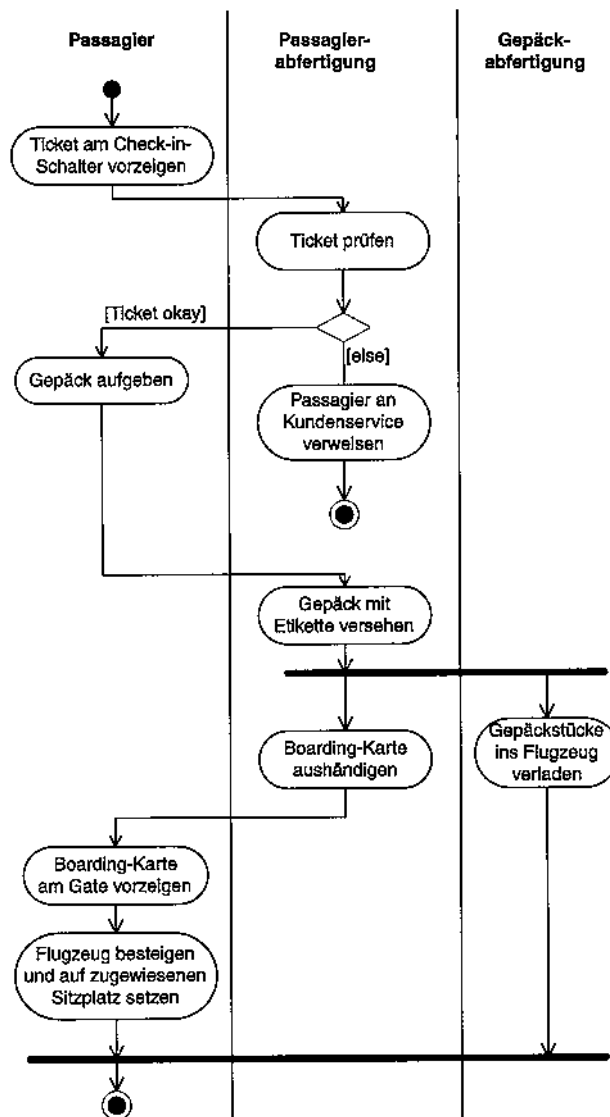 Passagier
Passagier-
abfertigung
Gepäck-
abfertigung
Ticket am Check-in-
Schalter vorzeigen
Ticket prüfen
[Ticket okay]
[else]
Gepäck aufgeben
Passagier an
Kundenservice
verweisen
Gepäck mit
Etikette versehen
Boarding-Karte
aushändigen
Gepäckstücke
ins Flugzeug
verladen
Boarding-Karte
am Gate vorzeigen
Flugzeug besteigen
und auf zugewiesenen
Sitzplatz setzen